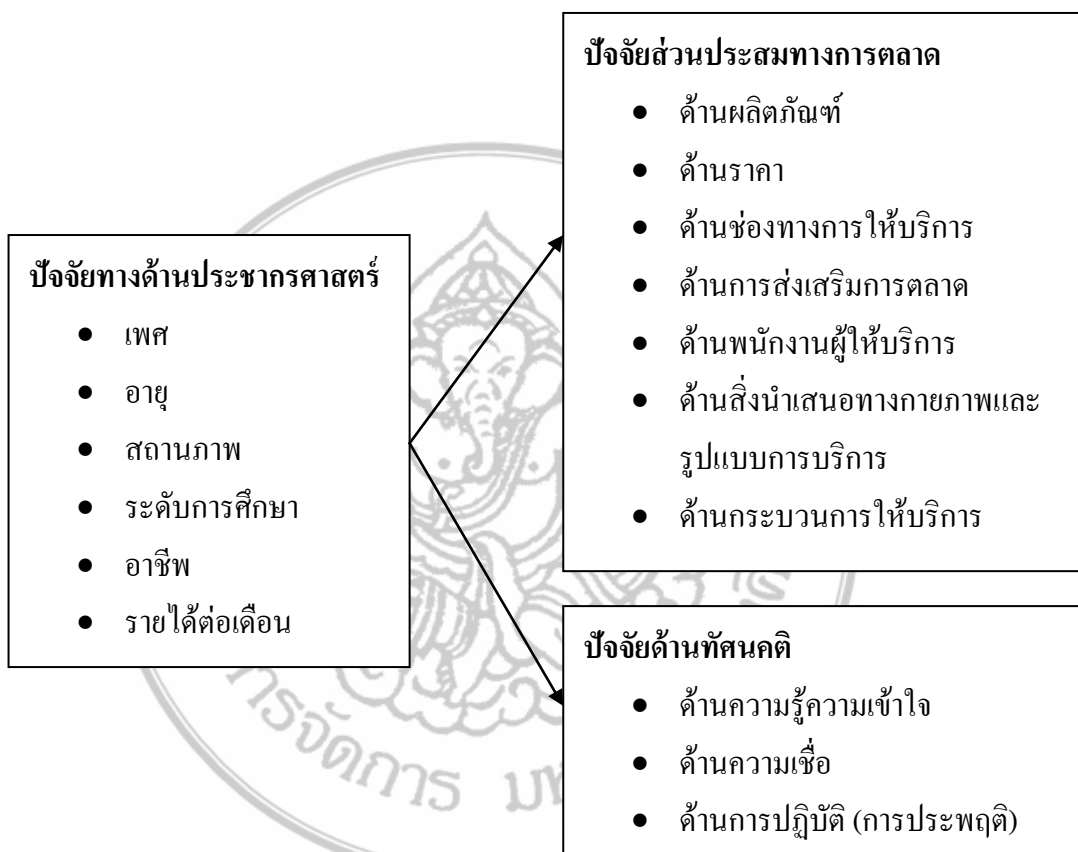 ปัจจัยส่วนประสมทางการตลาด
● ด้านผลิตภัณฑ์
● ด้านราคา
● ด้านช่องทางการให้บริการ
● ด้านการส่งเสริมการตลาด
● ด้านพนักงานผู้ให้บริการ
● ด้านสิ่งนำเสนอทางกายภาพและ
รูปแบบการบริการ
● ด้านกระบวนการให้บริการ
ปัจจัยทางด้านประชากรศาสตร์
● เพศ
● อายุ
● สถานภาพ
● ระดับการศึกษา
● อาชีพ
● รายได้ต่อเดือน
ปัจจัยด้านทัศนคติ
● ด้านความรู้ความเข้าใจ
● ด้านความเชื่อ
● ด้านการปฏิบัติ (การประพฤติ)